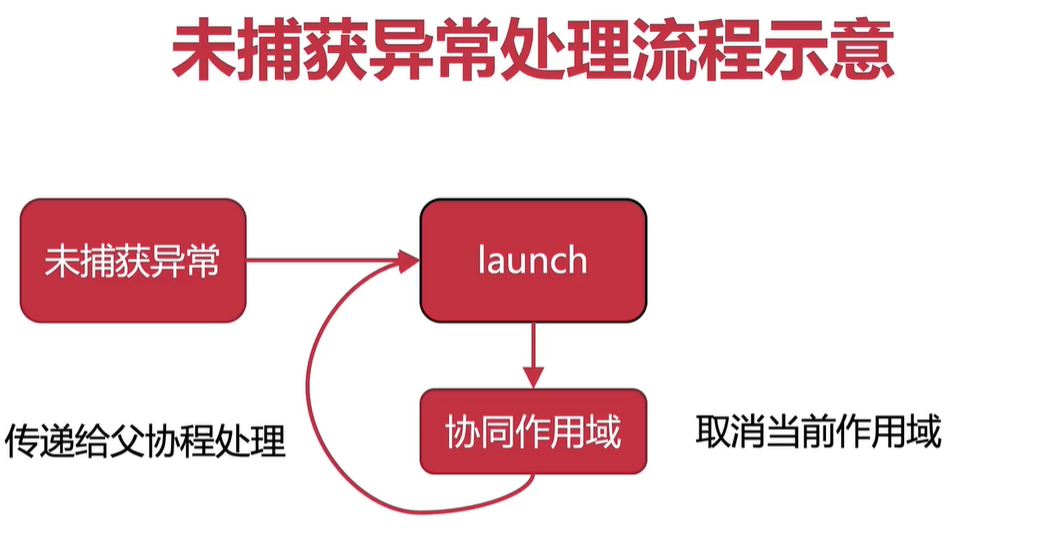 未捕获异常处理流程示意
未捕获异常
launch
传递给父协程处理
协同作用域
取消当前作用域